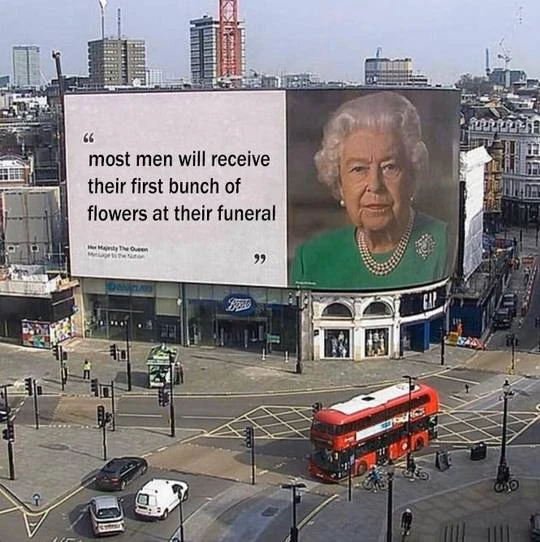 “
most men will receive
their first bunch of
flowers at their funeral
Her Majesty The Queen
Message to the Nation
”
BARCLAYS
Boots
GAP